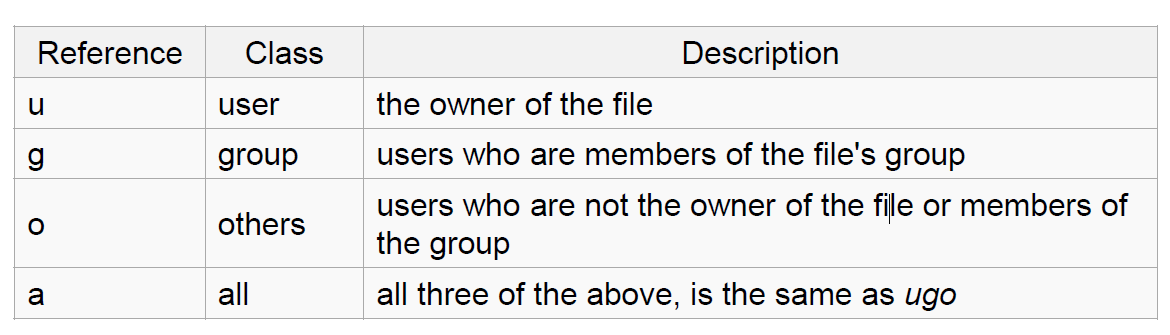 Reference Class Description
u user the owner of the file
g group users who are members of the file's group
o others users who are not the owner of the file or members of
the group
a all all three of the above, is the same as ugo